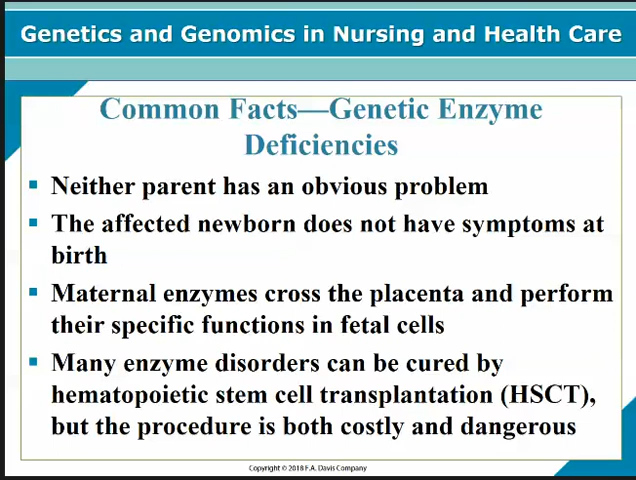 Genetics and Genomics in Nursing and Health Care
Common Facts—Genetic Enzyme
Deficiencies
▪ Neither parent has an obvious problem
▪ The affected newborn does not have symptoms at
birth
▪ Maternal enzymes cross the placenta and perform
their specific functions in fetal cells
▪ Many enzyme disorders can be cured by
hematopoietic stem cell transplantation (HSCT),
but the procedure is both costly and dangerous
Copyright © 2018 F.A. Davis Company